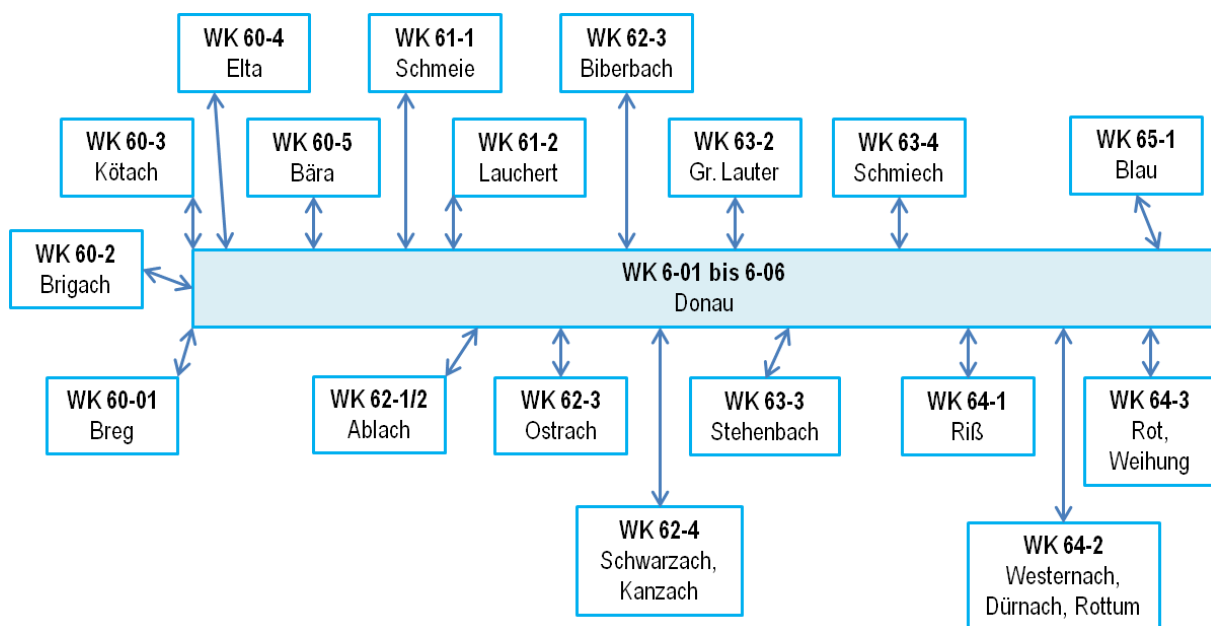 WK 60-4
Elta
WK 61-1
Schmeie
WK 62-3
Biberbach
WK 60-3
Kötach
WK 60-5
Bära
WK 61-2
Lauchert
WK 63-2
Gr. Lauter
WK 63-4
Schmiech
WK 65-1
Blau
WK 60-2
Brigach
WK 6-01 bis 6-06
Donau
WK 60-01
Breg
WK 62-1/2
Ablach
WK 62-3
Ostrach
WK 63-3
Stehenbach
WK 64-1
Riß
WK 64-3
Rot,
Weihung
WK 62-4
Schwarzach,
Kanzach
WK 64-2
Westernach,
Dürnach, Rottum